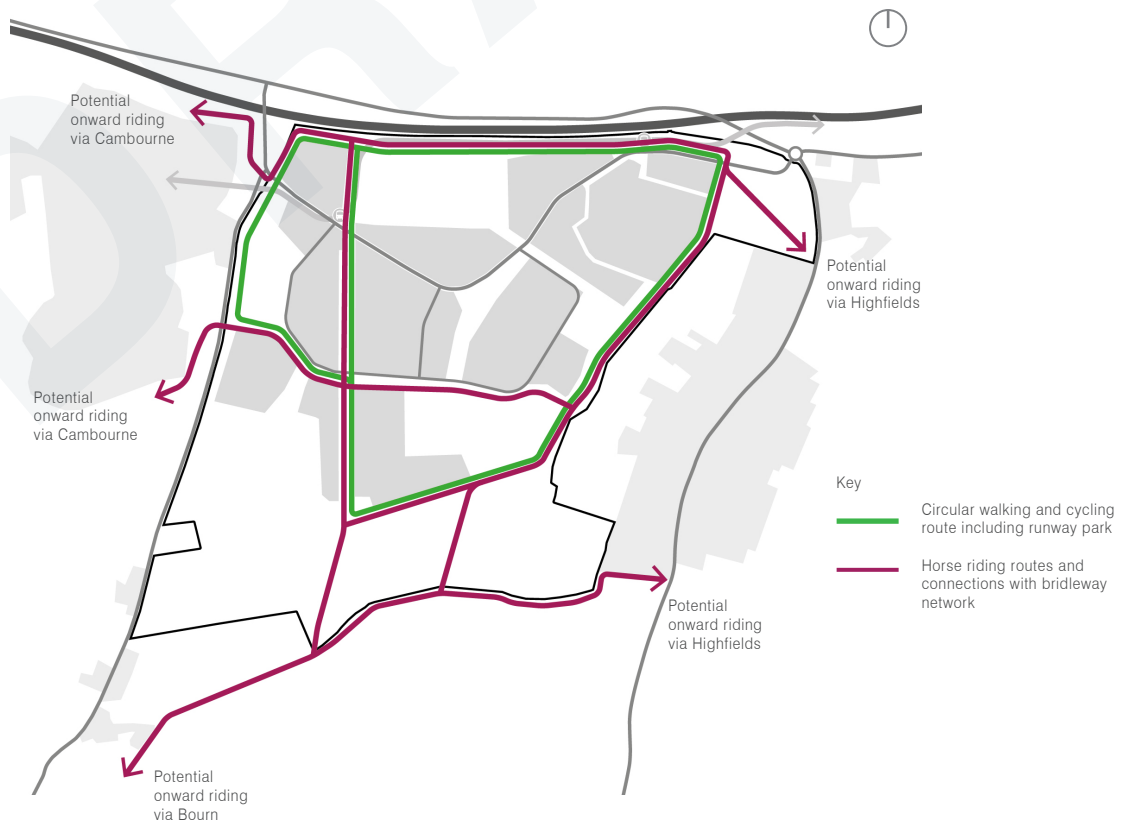 Potential
onward riding
via Cambourne
Potential
onward riding
via Highfields
Potential
onward riding
via Cambourne
Key
Circular walking and cycling
route including runway park
Horse riding routes and
connections with bridleway
network
Potential
onward riding
via Highfields
Potential
onward riding
via Bourn